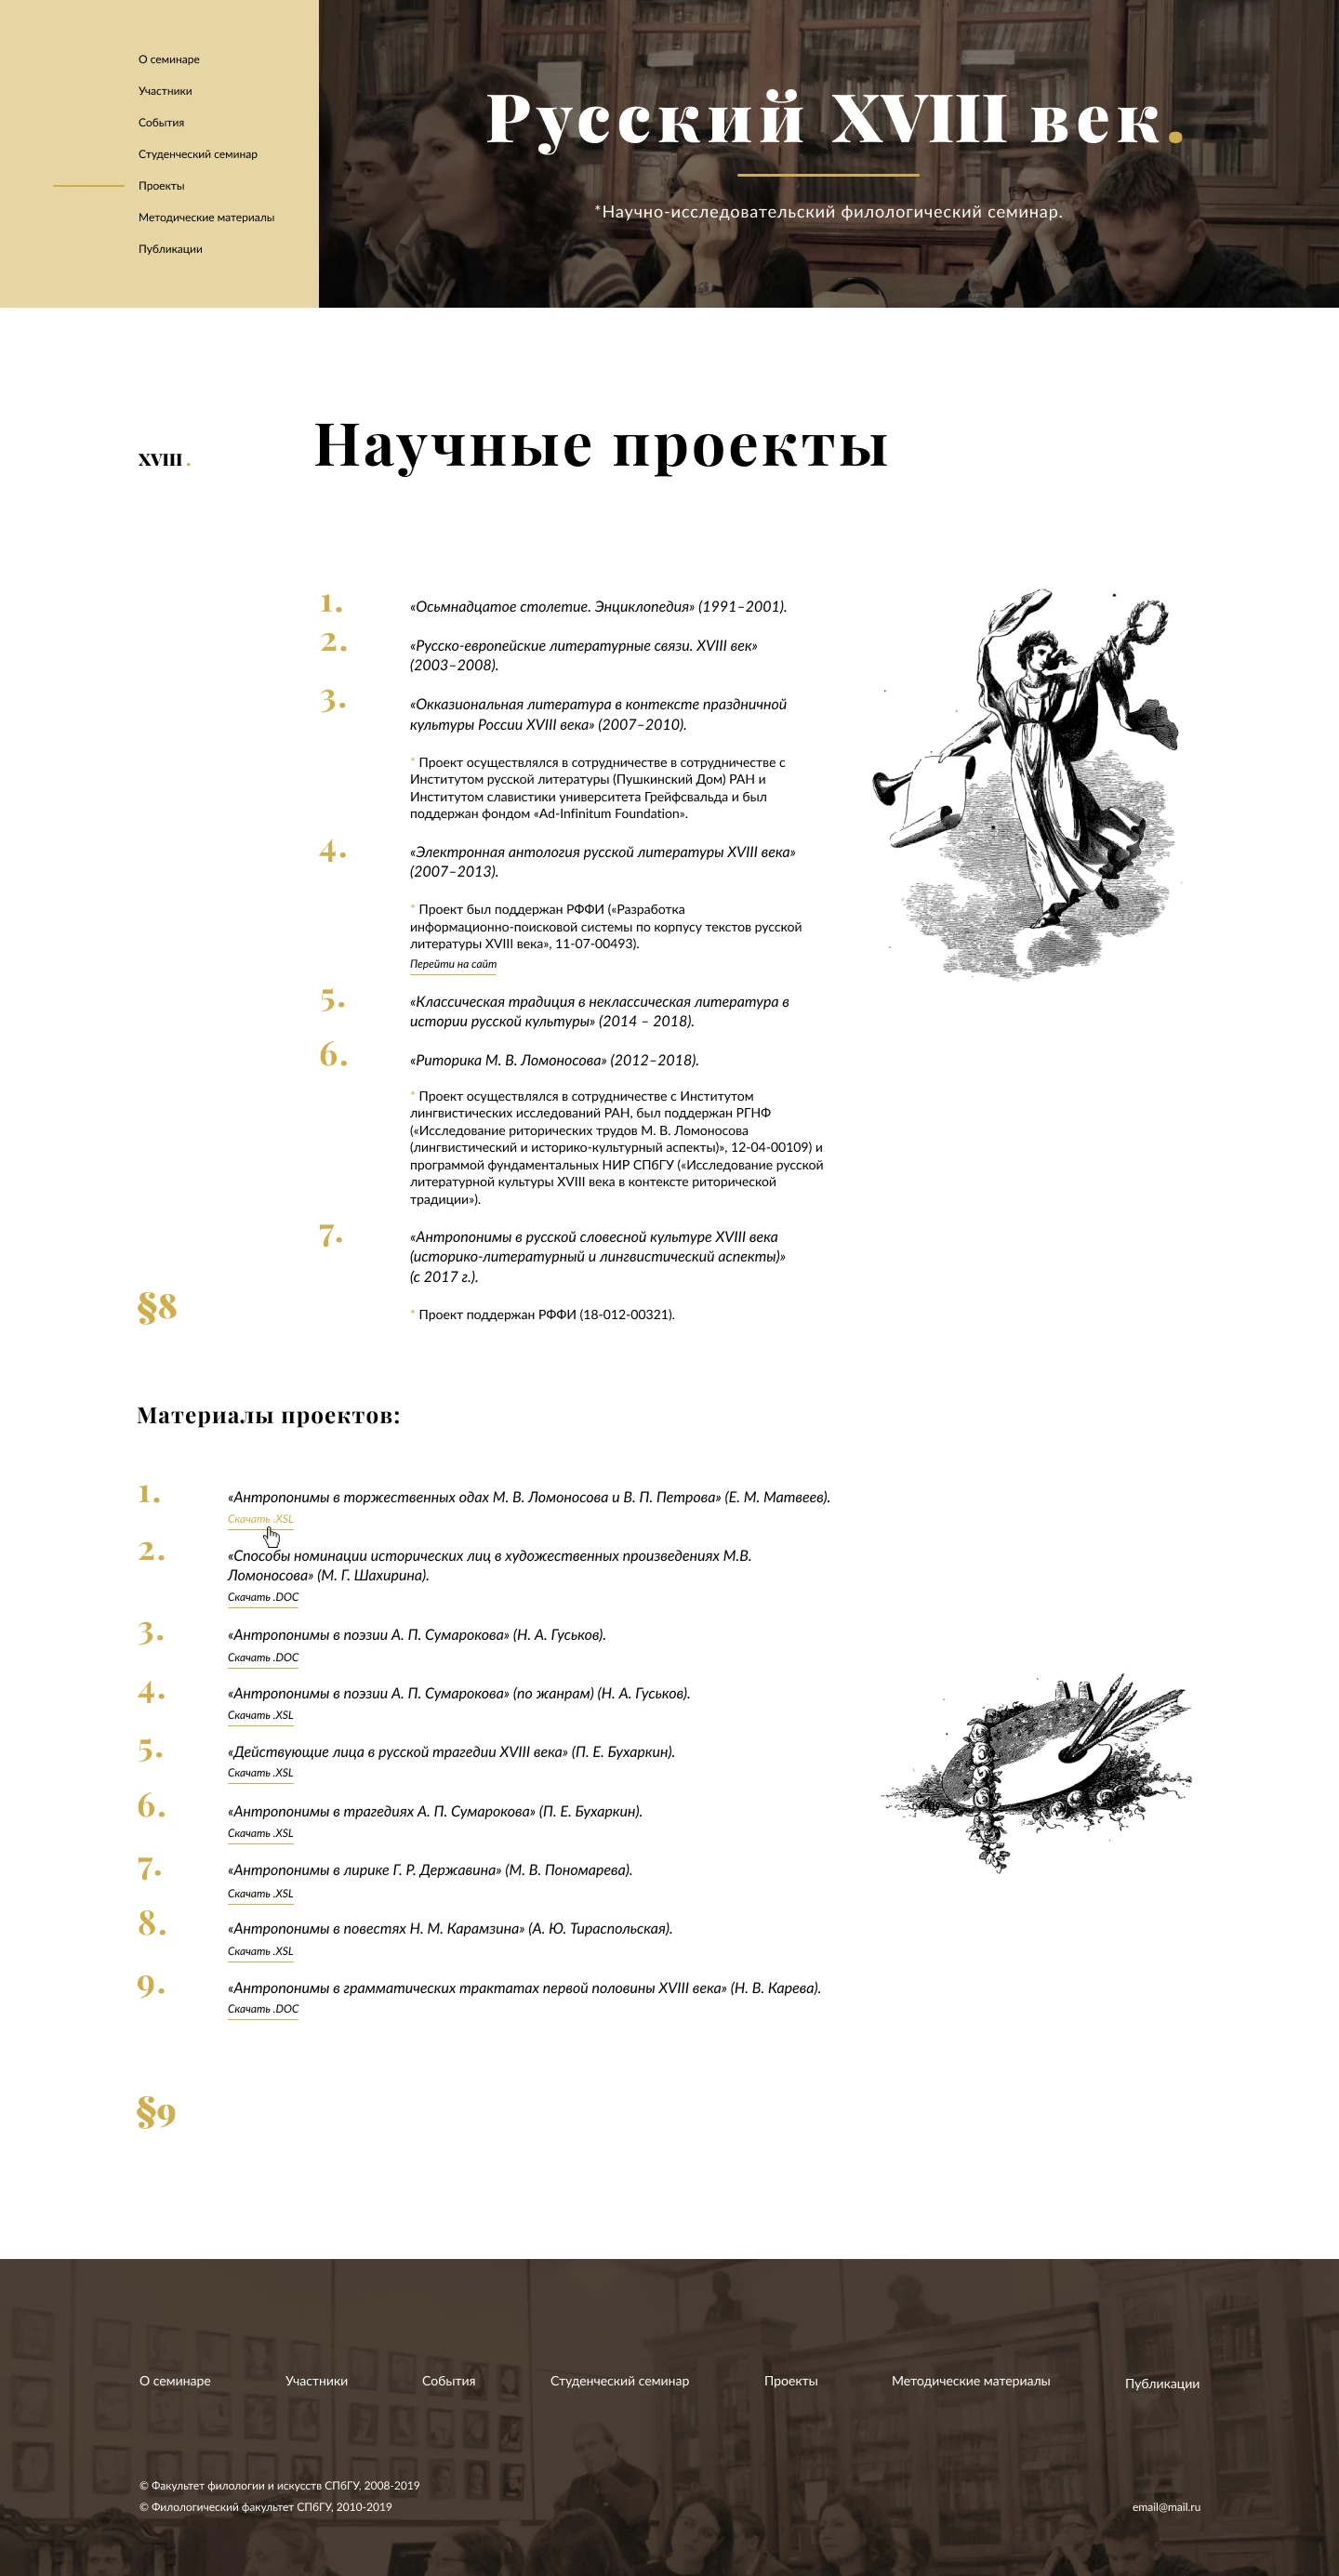 О семинаре
Участники
События
Студенческий семинар
Проекты
Методические материалы
Публикации
Русский XVIII век.
*Научно-исследовательский филологический семинар.
XVIII .
Научные проекты
1.
«Осьмнадцатое столетие. Энциклопедия» (1991–2001).
2.
«Русско-европейские литературные связи. XVIII век»
(2003–2008).
3.
«Окказиональная литература в контексте праздничной
культуры России XVIII века» (2007–2010).
* Проект осуществлялся в сотрудничестве в сотрудничестве с
Институтом русской литературы (Пушкинский Дом) РАН и
Институтом славистики университета Грейфсвальда и был
поддержан фондом «Ad-Infinitum Foundation».
4.
«Электронная антология русской литературы XVIII века»
(2007–2013).
* Проект был поддержан РФФИ («Разработка
информационно-поисковой системы по корпусу текстов русской
литературы XVIII века», 11-07-00493).
Перейти на сайт
5.
«Классическая традиция в неклассическая литература в
истории русской культуры» (2014 – 2018).
6.
«Риторика М. В. Ломоносова» (2012–2018).
* Проект осуществлялся в сотрудничестве с Институтом
лингвистических исследований РАН, был поддержан РГНФ
(«Исследование риторических трудов М. В. Ломоносова
(лингвистический и историко-культурный аспекты)», 12-04-00109) и
программой фундаментальных НИР СПбГУ («Исследование русской
литературной культуры XVIII века в контексте риторической
традиции»).
7.
«Антропонимы в русской словесной культуре XVIII века
(историко-литературный и лингвистический аспекты)»
(с 2017 г.).
* Проект поддержан РФФИ (18-012-00321).
§8
Материалы проектов:
1.
«Антропонимы в торжественных одах М. В. Ломоносова и В. П. Петрова» (Е. М. Матвеев).
Скачать .XSL
2.
«Способы номинации исторических лиц в художественных произведениях М.В.
Ломоносова» (М. Г. Шахирина).
Скачать .DOC
3.
«Антропонимы в поэзии А. П. Сумарокова» (Н. А. Гуськов).
Скачать .DOC
4.
«Антропонимы в поэзии А. П. Сумарокова» (по жанрам) (Н. А. Гуськов).
Скачать .XSL
5.
«Действующие лица в русской трагедии XVIII века» (П. Е. Бухаркин).
Скачать .XSL
6.
«Антропонимы в трагедиях А. П. Сумарокова» (П. Е. Бухаркин).
Скачать .XSL
7.
«Антропонимы в лирике Г. Р. Державина» (М. В. Пономарева).
Скачать .XSL
8.
«Антропонимы в повестях Н. М. Карамзина» (А. Ю. Тираспольская).
Скачать .XSL
9.
«Антропонимы в грамматических трактатах первой половины XVIII века» (Н. В. Карева).
Скачать .DOC
§9
О семинаре
Участники
События
Студенческий семинар
Проекты
Методические материалы
Публикации
© Факультет филологии и искусств СПбГУ, 2008-2019
© Филологический факультет СПбГУ, 2010-2019
email@mail.ru